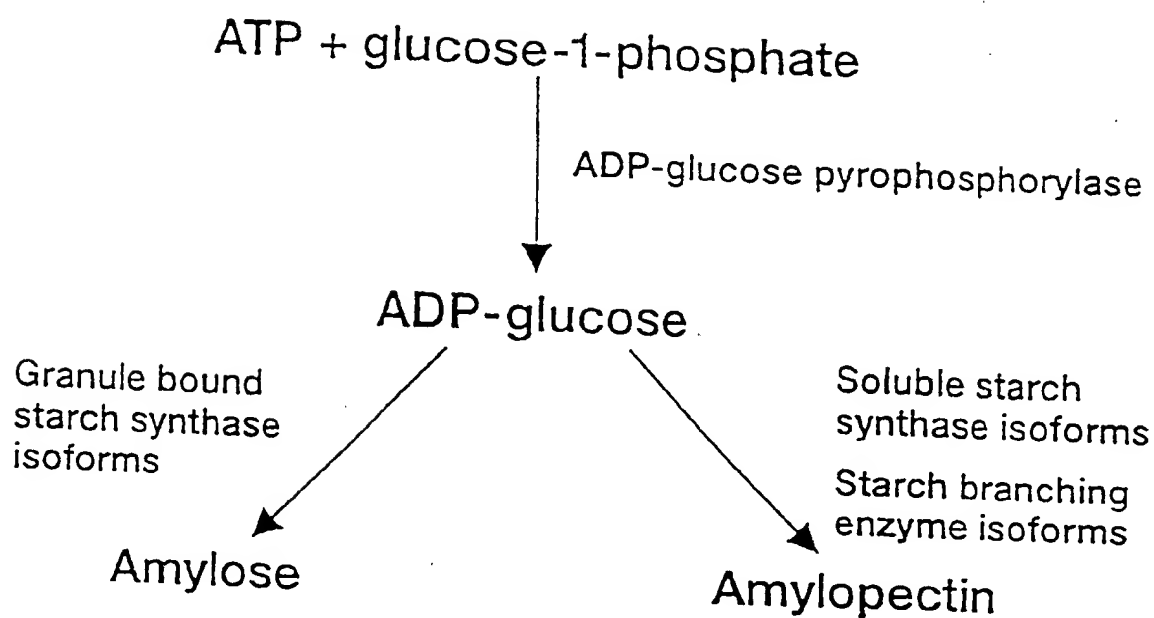 ATP + glucose-1-phosphate
ADP-glucose pyrophosphorylase
ADP-glucose
Granule bound
starch synthase
isoforms
Soluble starch
synthase isoforms
Starch branching
enzyme isoforms
Amylose
Amylopectin